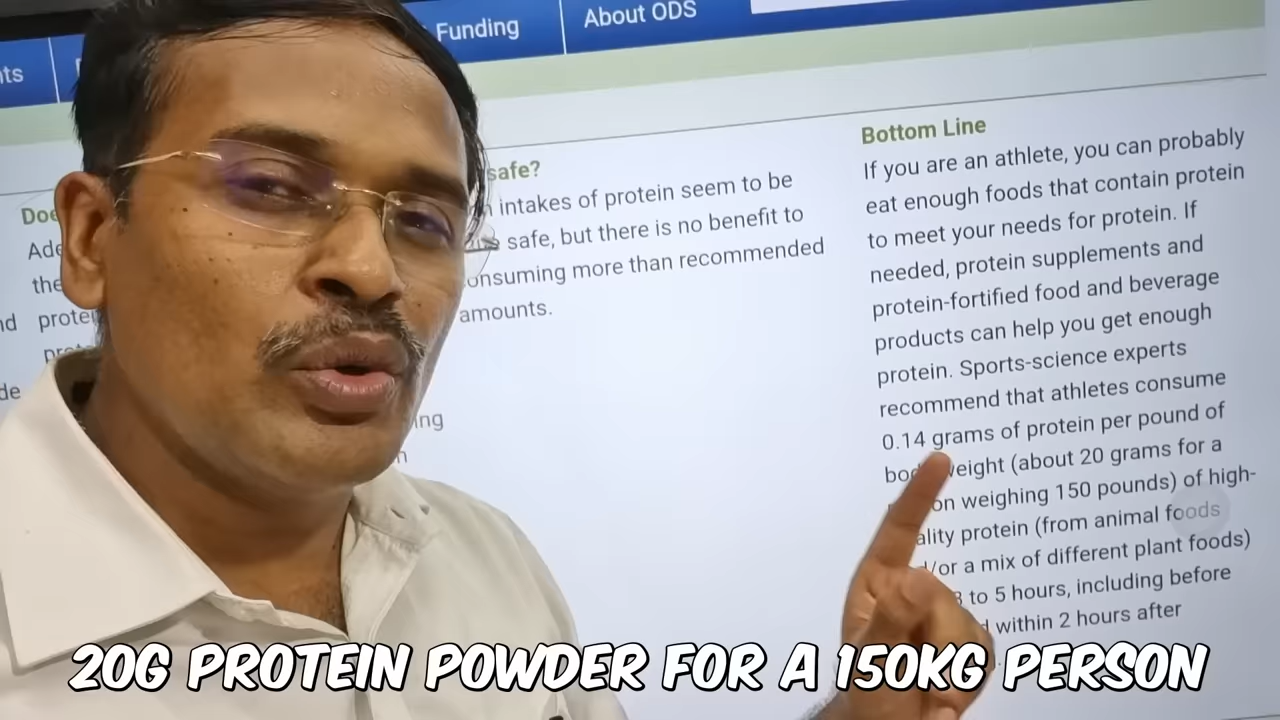 nts
Funding
About ODS
Doe
Ade
the
nd prote
prote
de
safe?
intakes of protein seem to be
safe, but there is no benefit to
onsuming more than recommended
amounts.
ing
Bottom Line
If you are an athlete, you can probably
eat enough foods that contain protein
to meet your needs for protein. If
needed, protein supplements and
protein-fortified food and beverage
products can help you get enough
protein. Sports-science experts
recommend that athletes consume
0.14 grams of protein per pound of
bod weight (about 20 grams for a
on weighing 150 pounds) of high-
ality protein (from animal foods
d/or a mix of different plant foods)
3 to 5 hours, including before
d within 2 hours after
20G PROTEIN POWDER FOR A 150KG PERSON